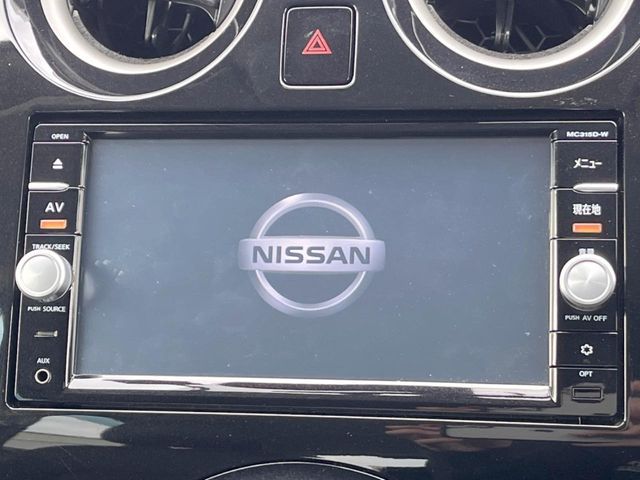 OPEN
MC315D-W
メニュー
AV
現在地
TRACK/SEEK
NISSAN
PUSH SOURCE
PUSH AV OFF
AUX
OPT